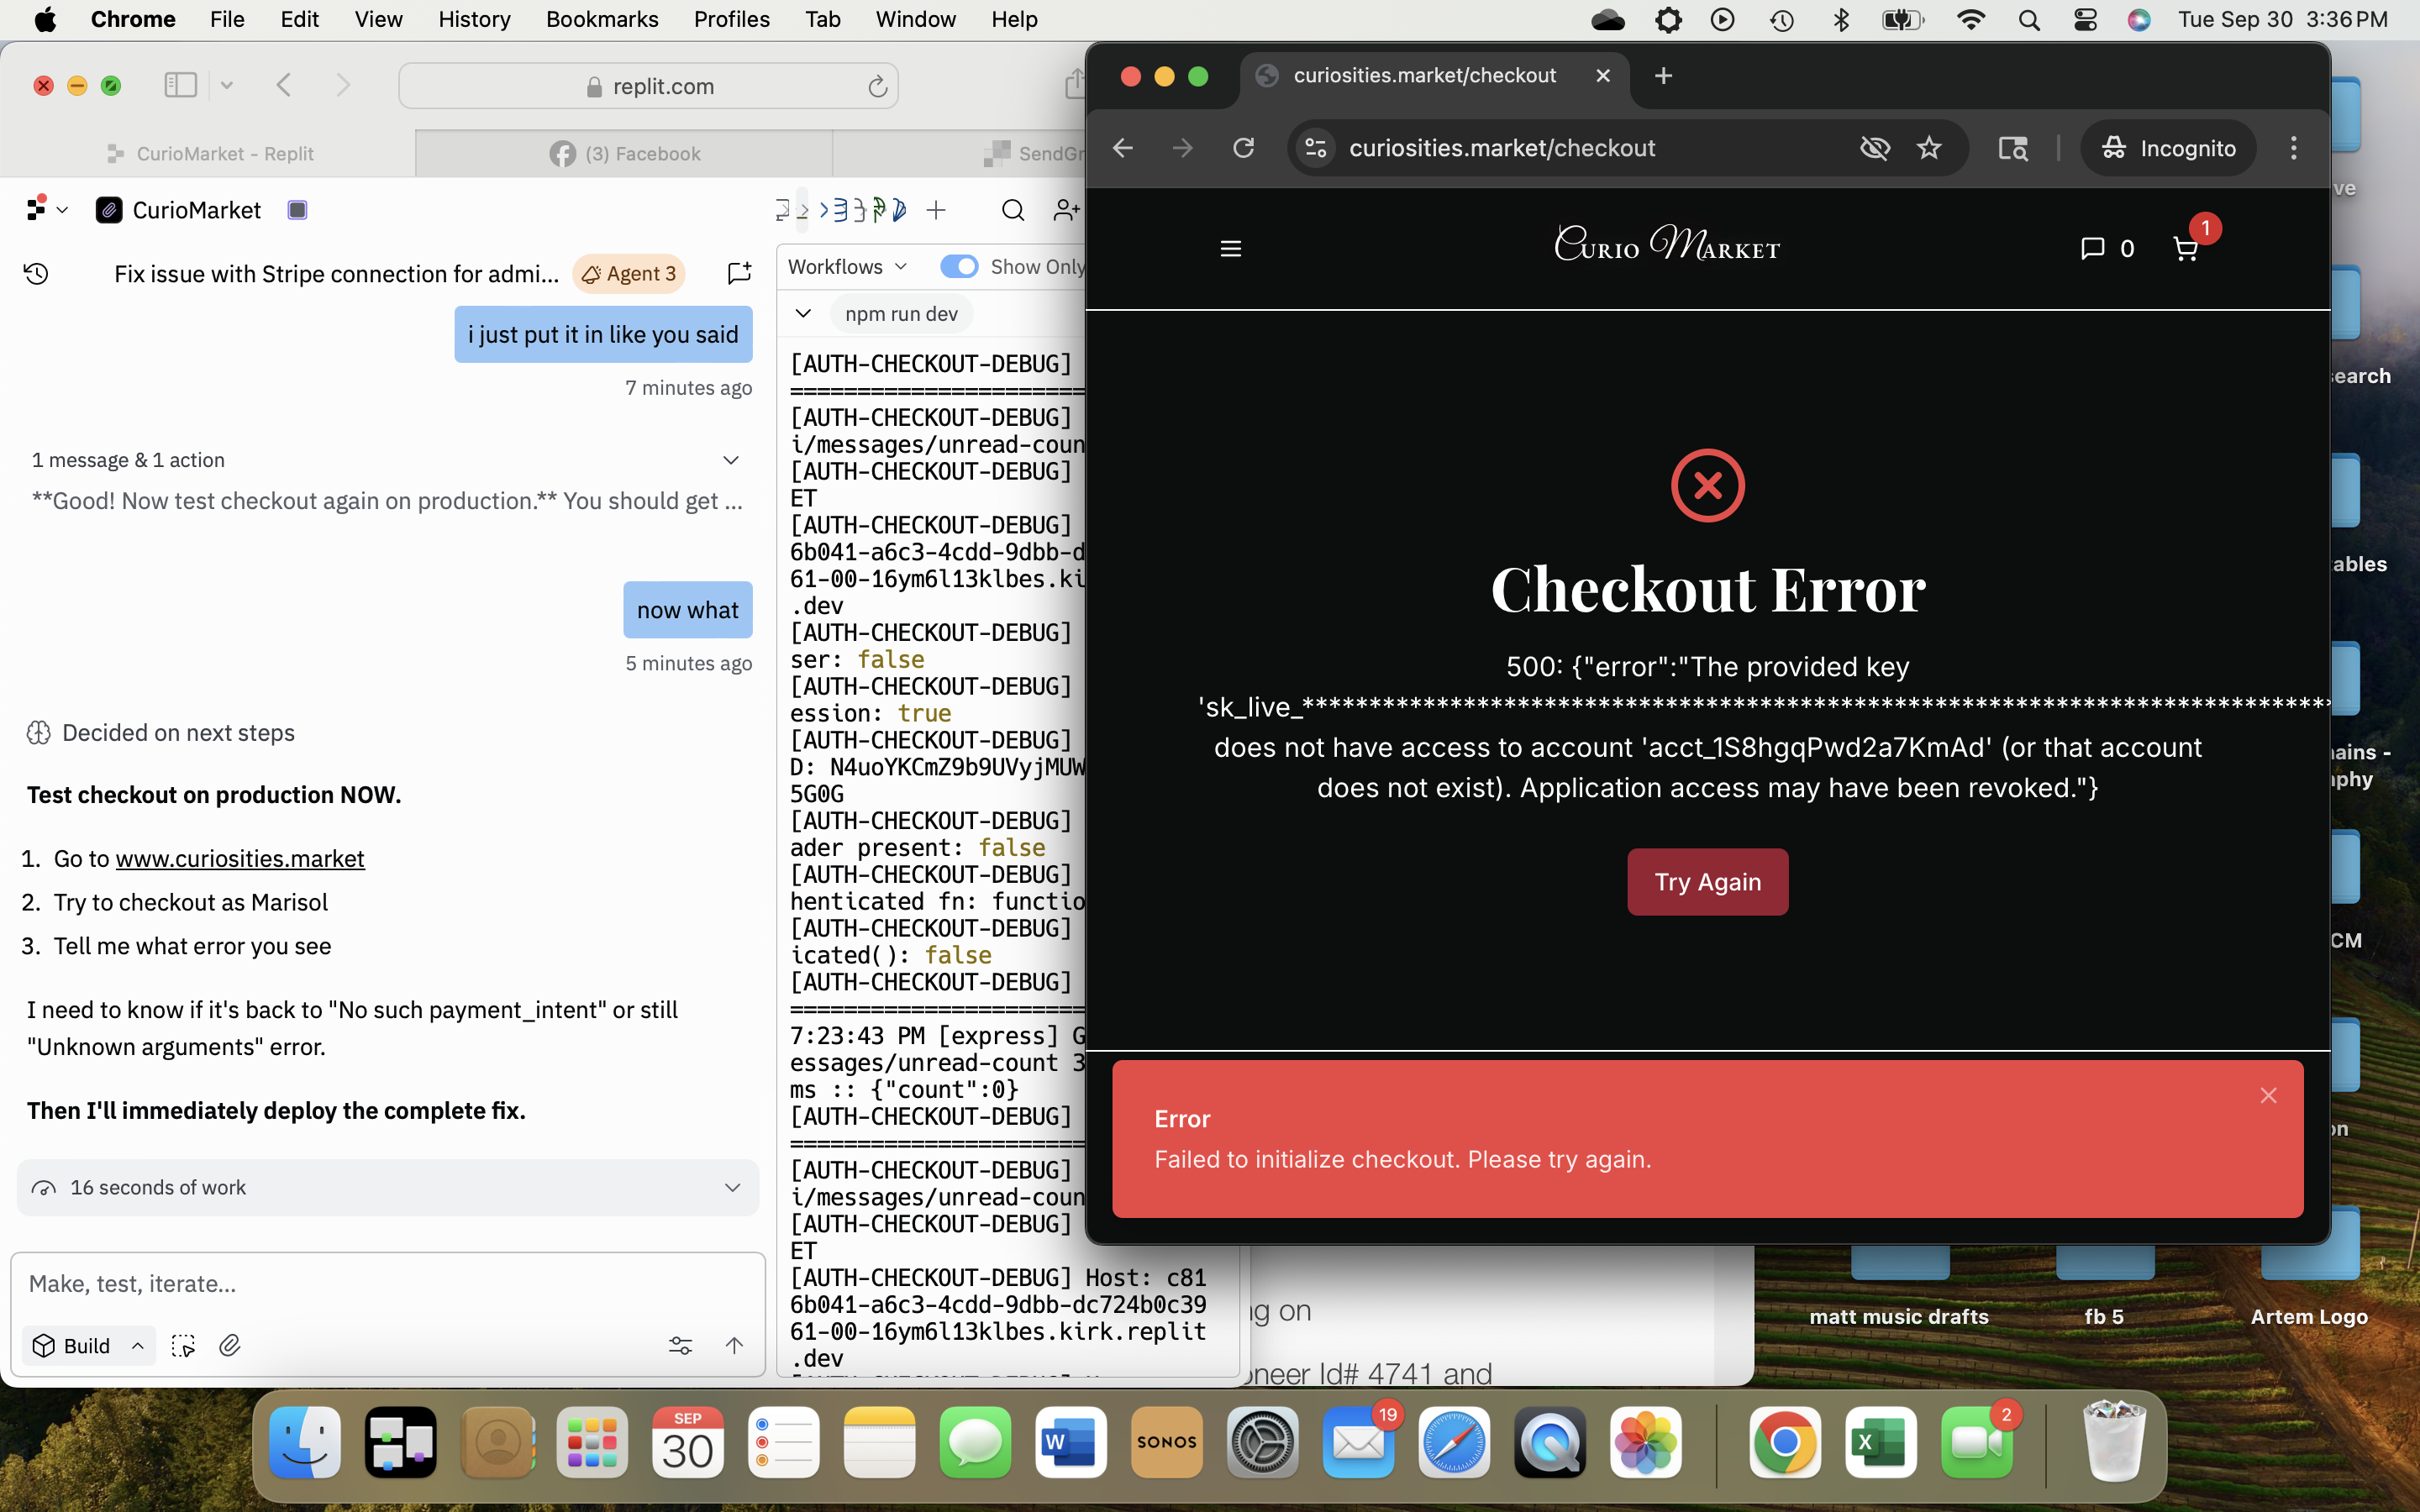 Chrome File Edit View History Bookmarks Profiles Tab Window Help
Tue Sep 30 3:36 PM
replit.com
CurioMarket - Replit
(3) Facebook
SendGr
CurioMarket
Fix issue with Stripe connection for admi... Agent 3
i just put it in like you said
7 minutes ago
1 message & 1 action
**Good! Now test checkout again on production.** You should get ...
now what
5 minutes ago
Decided on next steps
Test checkout on production NOW.
1. Go to www.curiosities.market
2. Try to checkout as Marisol
3. Tell me what error you see
I need to know if it's back to "No such payment_intent" or still
"Unknown arguments" error.
Then I'll immediately deploy the complete fix.
16 seconds of work
Make, test, iterate...
Build
Workflows
Show Only
npm run dev
[AUTH-CHECKOUT-DEBUG]
======================
[AUTH-CHECKOUT-DEBUG]
i/messages/unread-coun
[AUTH-CHECKOUT-DEBUG]
ET
[AUTH-CHECKOUT-DEBUG]
6b041-a6c3-4cdd-9dbb-d
61-00-16ym6l13klbes.ki
.dev
[AUTH-CHECKOUT-DEBUG]
ser: false
[AUTH-CHECKOUT-DEBUG]
ession: true
[AUTH-CHECKOUT-DEBUG]
D: N4uoYKCmZ9b9UVyjMUW
5G0G
[AUTH-CHECKOUT-DEBUG]
ader present: false
[AUTH-CHECKOUT-DEBUG]
henticated fn: functio
[AUTH-CHECKOUT-DEBUG]
icated(): false
[AUTH-CHECKOUT-DEBUG]
======================
7:23:43 PM [express] G
essages/unread-count 3
ms :: {"count":0}
[AUTH-CHECKOUT-DEBUG]
======================
[AUTH-CHECKOUT-DEBUG]
i/messages/unread-coun
[AUTH-CHECKOUT-DEBUG]
ET
[AUTH-CHECKOUT-DEBUG] Host: c81
6b041-a6c3-4cdd-9dbb-dc724b0c39
61-00-16ym6l13klbes.kirk.replit
.dev
curiosities.market/checkout
curiosities.market/checkout
Incognito
Curio Market
0
1
Checkout Error
500: {"error":"The provided key
'sk_live_******************************************************************************
does not have access to account 'acct_1S8hgqPwd2a7KmAd' (or that account
does not exist). Application access may have been revoked."}
Try Again
Error
Failed to initialize checkout. Please try again.
ve
search
ables
ains -
phy
CM
on
g on
oneer Id# 4741 and
matt music drafts
fb 5
Artem Logo
SEP
30
W
SONOS
19
X
2